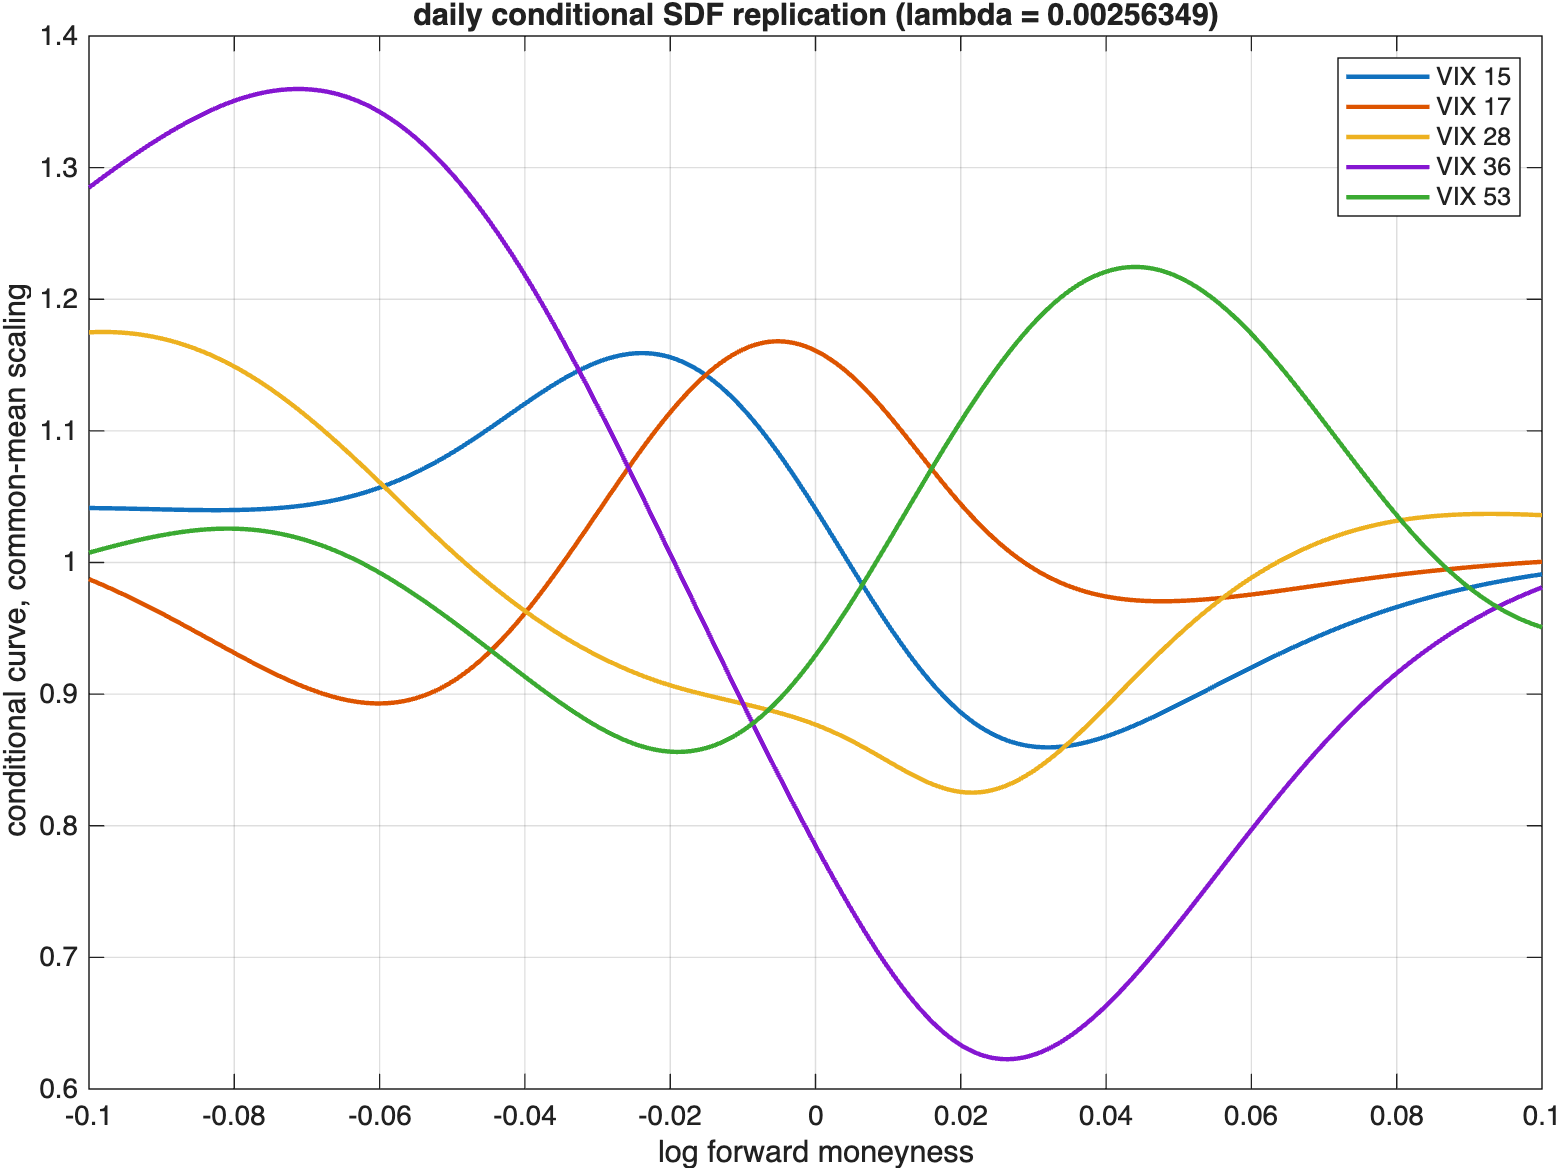 daily conditional SDF replication (lambda = 0.00256349)
1.4
1.3
1.2
1.1
1
0.9
0.8
0.7
0.6
conditional curve, common-mean scaling
VIX 15
VIX 17
VIX 28
VIX 36
VIX 53
-0.1 -0.08 -0.06 -0.04 -0.02 0 0.02 0.04 0.06 0.08 0.1
log forward moneyness